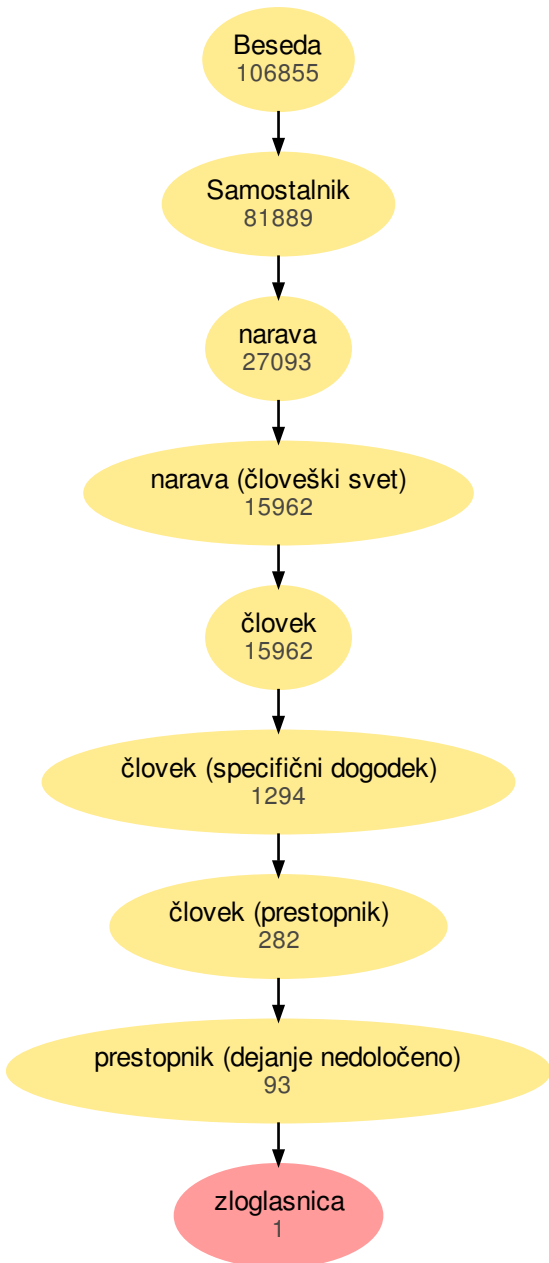 Beseda
106855
Samostalnik
81889
narava
27093
narava (človeški svet)
15962
človek
15962
človek (specifični dogodek)
1294
človek (prestopnik)
282
prestopnik (dejanje nedoločeno)
93
zloglasnica
1